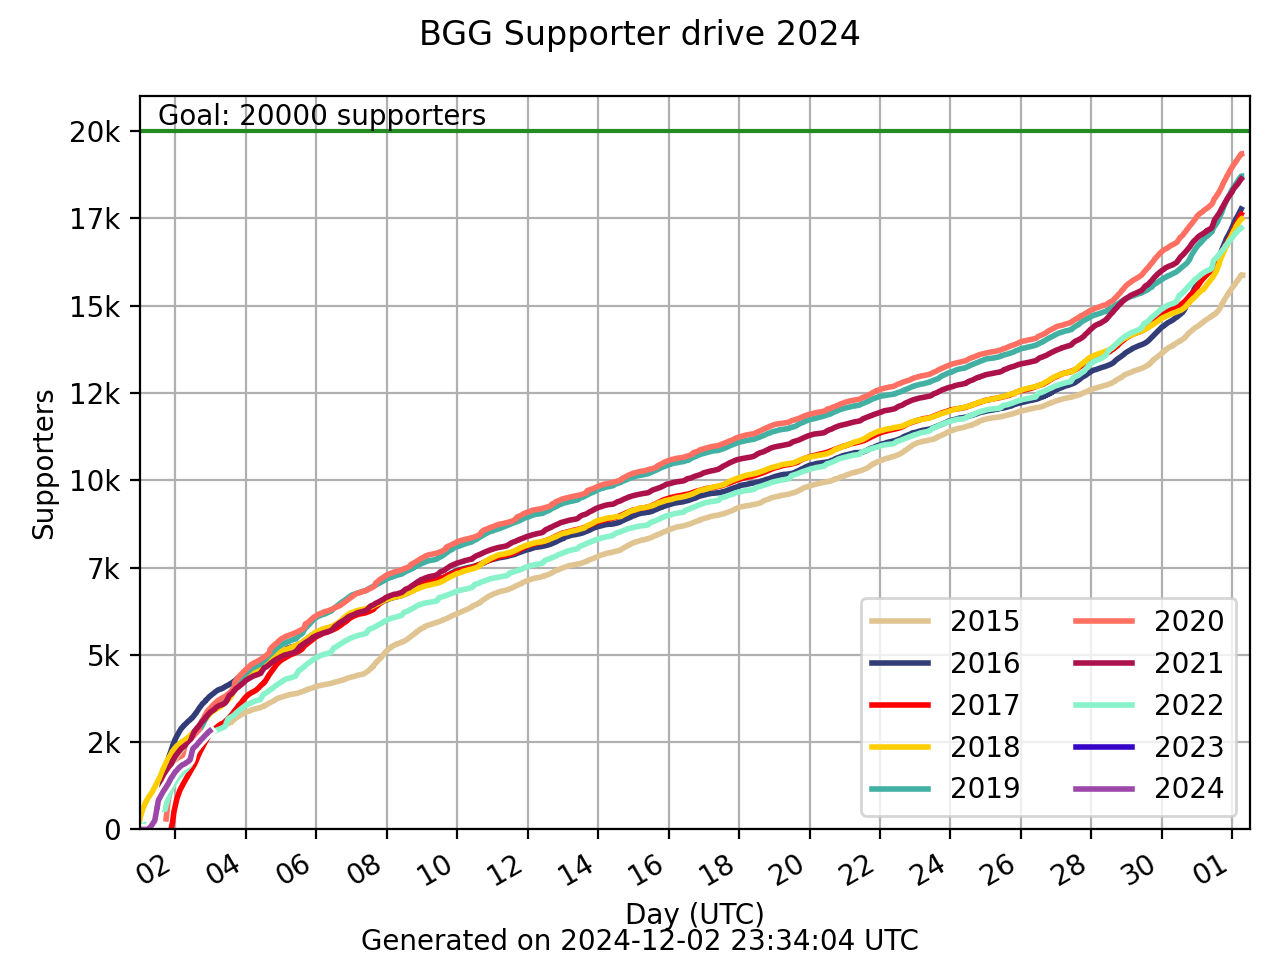 BGG Supporter drive 2024
Goal: 20000 supporters
20k
17k
15k
12k
10k
7k
5k
2k
0
Supporters
2015 2020
2016 2021
2017 2022
2018 2023
2019 2024
02 04 06 08 10 12 14 16 18 20 22 24 26 28 30 01
Day (UTC)
Generated on 2024-12-02 23:34:04 UTC